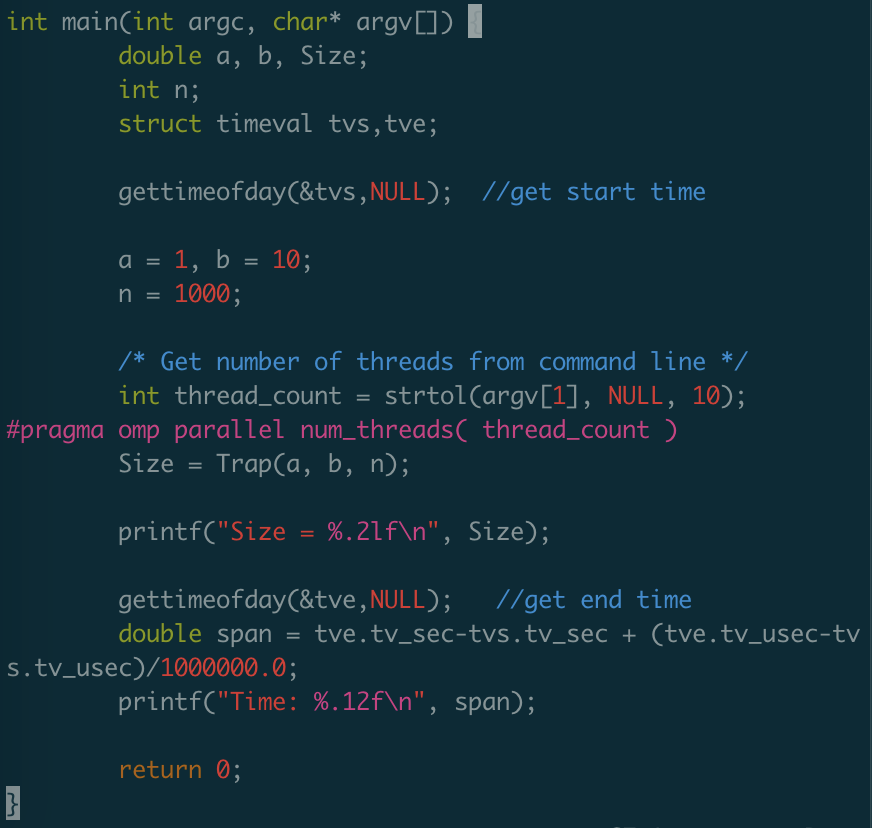 int main(int argc, char* argv[]) {
        double a, b, Size;
        int n;
        struct timeval tvs,tve;

        gettimeofday(&tvs,NULL);  //get start time

        a = 1, b = 10;
        n = 1000;

        /* Get number of threads from command line */
        int thread_count = strtol(argv[1], NULL, 10);
#pragma omp parallel num_threads( thread_count )
        Size = Trap(a, b, n);

        printf("Size = %.2lf\n", Size);

        gettimeofday(&tve,NULL);   //get end time
        double span = tve.tv_sec-tvs.tv_sec + (tve.tv_usec-tv
s.tv_usec)/1000000.0;
        printf("Time: %.12f\n", span);

        return 0;
}